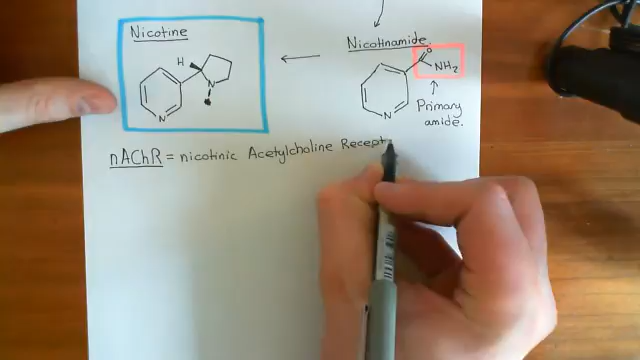 Nicotine
Nicotinamide
H
N
N
O
NH2
N
Primary
amide.
nAChR = nicotinic Acetylcholine Recept